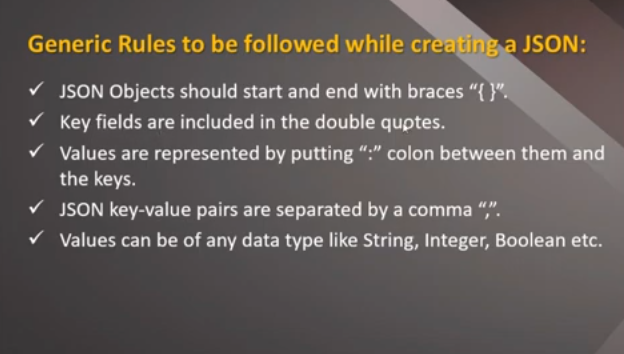 Generic Rules to be followed while creating a JSON:
✓ JSON Objects should start and end with braces “{ }”.
✓ Key fields are included in the double quotes.
✓ Values are represented by putting “:” colon between them and
the keys.
✓ JSON key-value pairs are separated by a comma “,”.
✓ Values can be of any data type like String, Integer, Boolean etc.